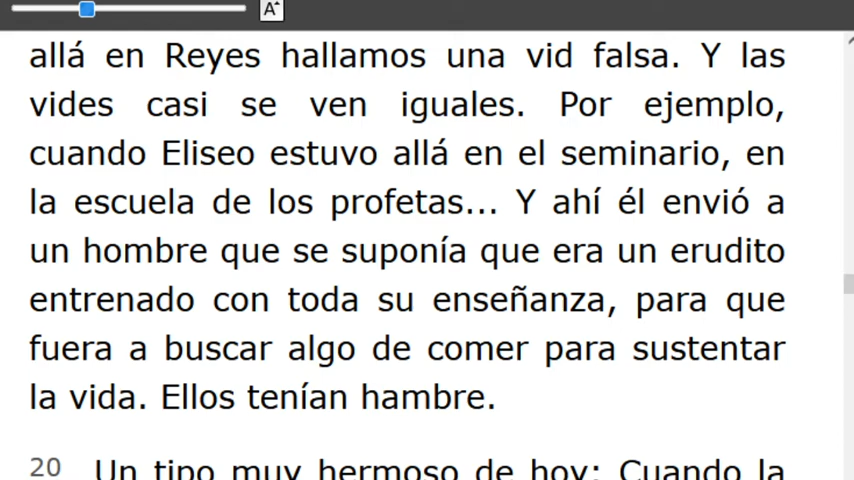 A
allá en Reyes hallamos una vid falsa. Y las
vides casi se ven iguales. Por ejemplo,
cuando Eliseo estuvo allá en el seminario, en
la escuela de los profetas… Y ahí él envió a
un hombre que se suponía que era un erudito
entrenado con toda su enseñanza, para que
fuera a buscar algo de comer para sustentar
la vida. Ellos tenían hambre.
20 Un tipo muy hermoso de hoy: Cuando la